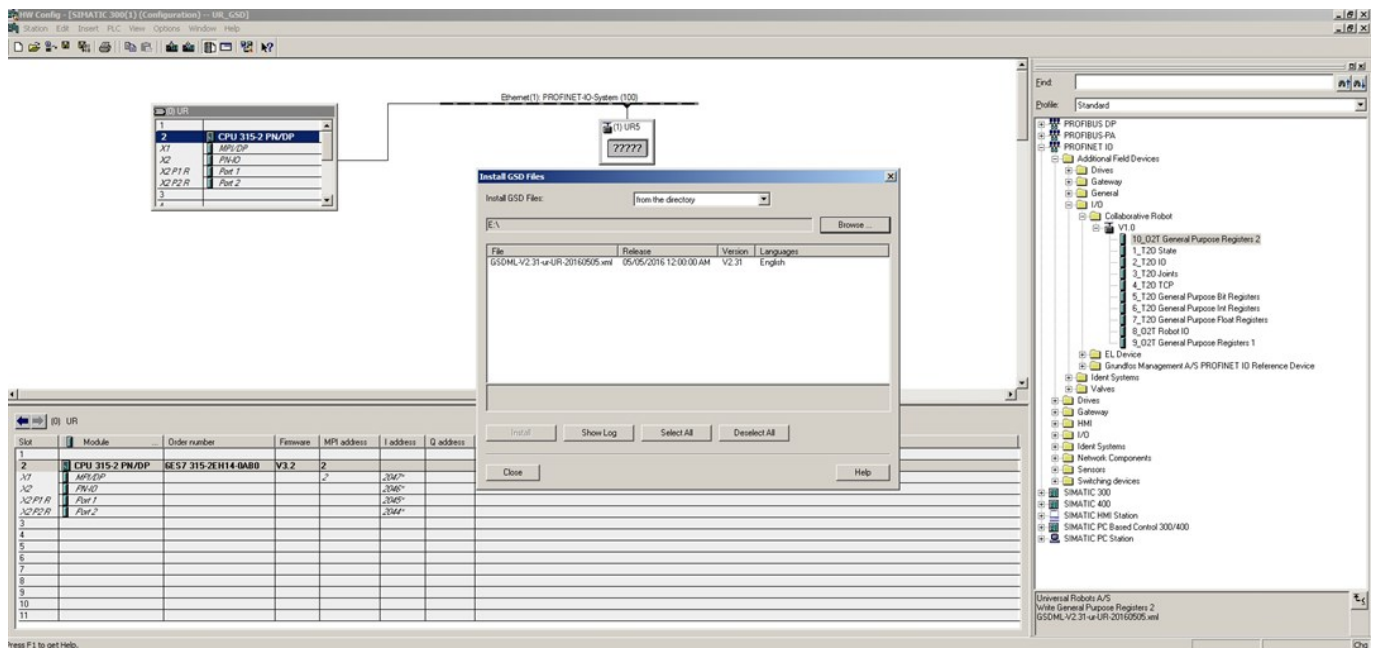 HW Config - [SIMATIC 300(1) (Configuration) -- UR_GSD]
Station Edit Insert PLC View Options Window Help
(0) UR
1
2 CPU 315-2 PN/DP
X1 MPI/DP
X2 PN-IO
X2 P1 R Port 1
X2 P2 R Port 2
3
Ethernet(1): PROFINET-IO-System (100)
(1) UR5
?????
Install GSD Files
Install GSD Files: from the directory
E:\ Browse ...
File Release Version Languages
GSDML-V2.31-ur-UR-20160505.xml 05/05/2016 12:00:00 AM V2.31 English
Install Show Log Select All Deselect All
Close Help
(0) UR
Slot Module ... Order number Firmware MPI address I address Q address
1
2 CPU 315-2 PN/DP 6ES7 315-2EH14-0AB0 V3.2 2
X1 MPI/DP 2 2047*
X2 PN-IO 2046*
X2 P1 R Port 1 2045*
X2 P2 R Port 2 2044*
3
4
5
6
7
8
9
10
11
Press F1 to get Help.
Find:
Profile: Standard
PROFIBUS DP
PROFIBUS-PA
PROFINET IO
Additional Field Devices
Drives
Gateway
General
I/O
Collaborative Robot
V1.0
10_O2T General Purpose Registers 2
1_T2O State
2_T2O IO
3_T2O Joints
4_T2O TCP
5_T2O General Purpose Bit Registers
6_T2O General Purpose Int Registers
7_T2O General Purpose Float Registers
8_O2T Robot IO
9_O2T General Purpose Registers 1
EL Device
Grundfos Management A/S PROFINET IO Reference Device
Ident Systems
Valves
Drives
Gateway
HMI
I/O
Ident Systems
Network Components
Sensors
Switching devices
SIMATIC 300
SIMATIC 400
SIMATIC HMI Station
SIMATIC PC Based Control 300/400
SIMATIC PC Station
Universal Robots A/S
Write General Purpose Registers 2
GSDML-V2.31-ur-UR-20160505.xml
Chg